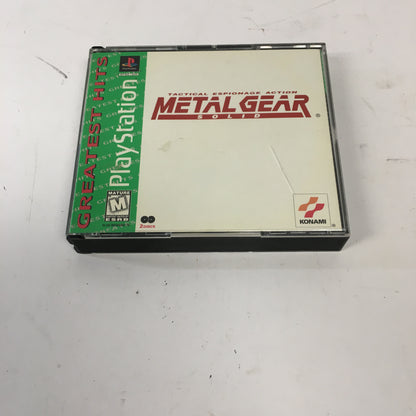 GREATEST HITS
PlayStation
TACTICAL ESPIONAGE ACTION
METAL GEAR
SOLID
®
MATURE
M
ESRB
2 DISCS
KONAMI